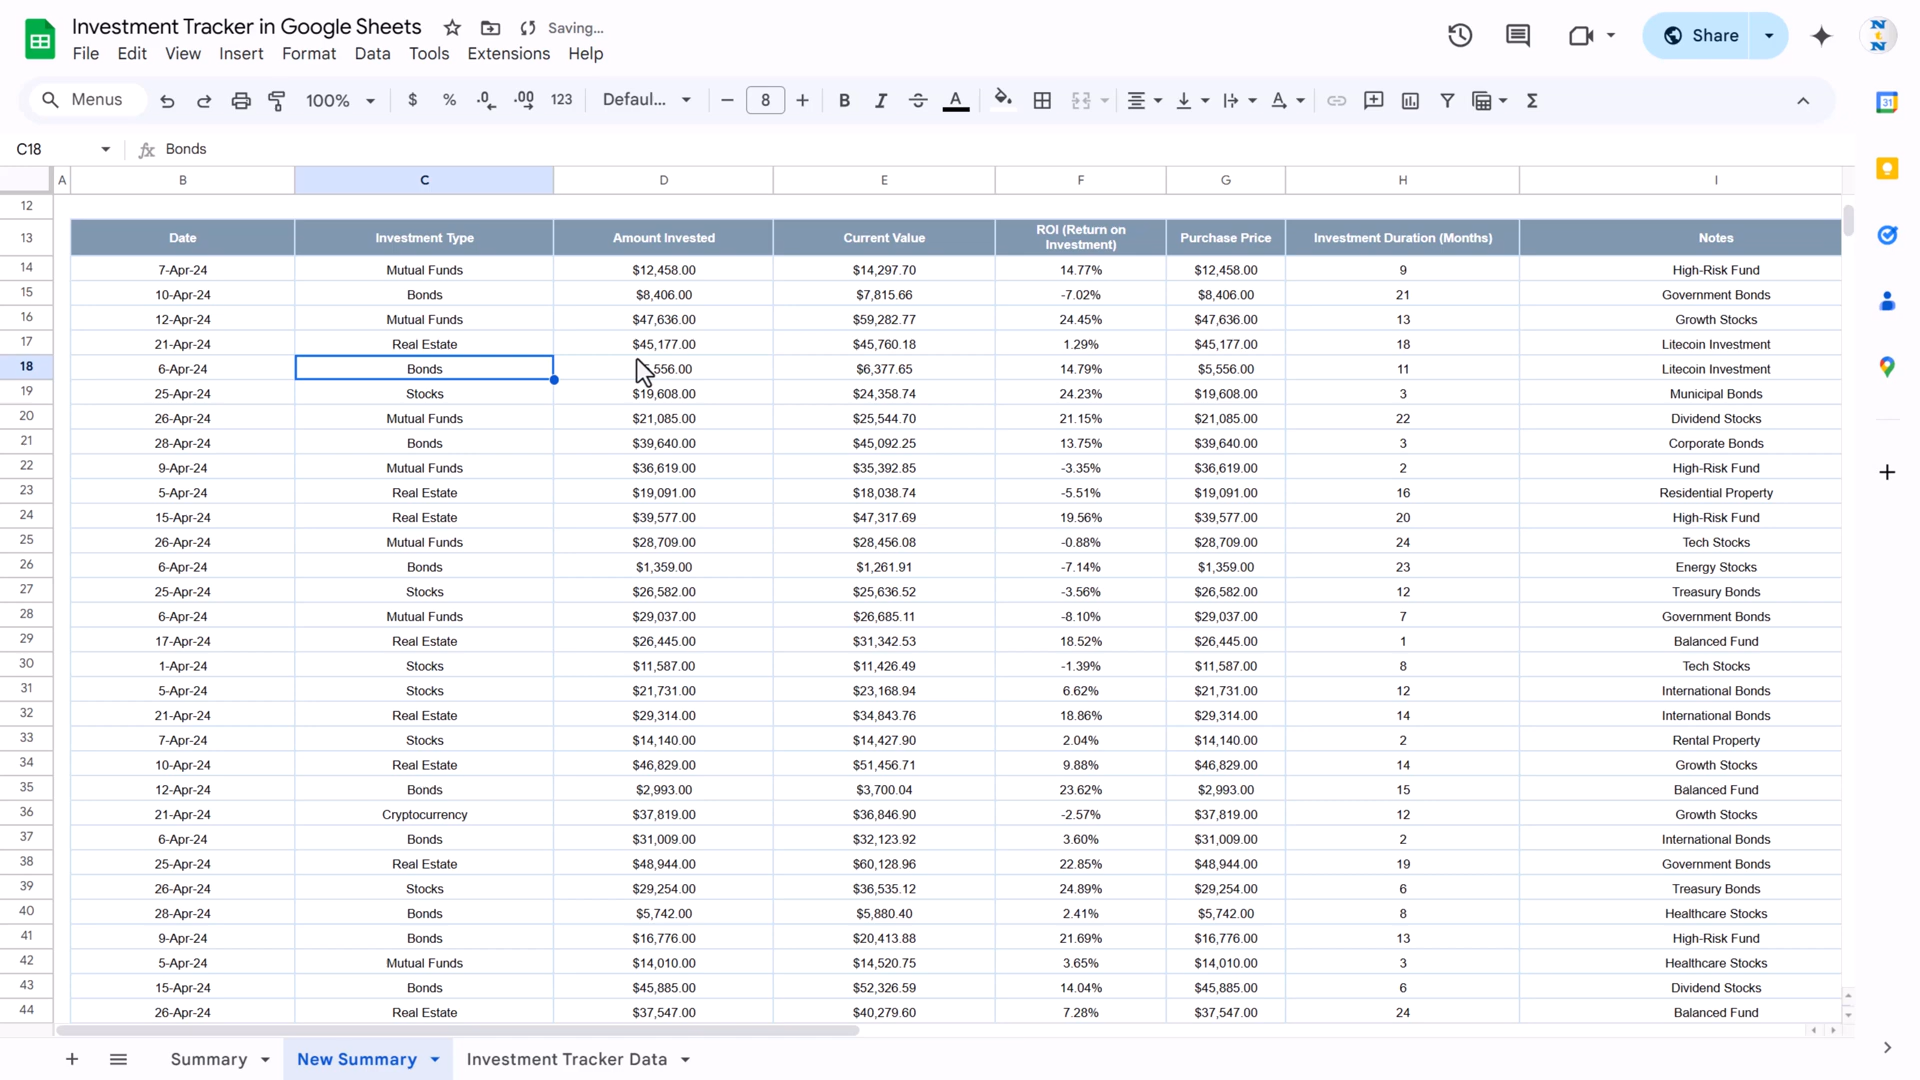 Investment Tracker in Google Sheets Saving...
File Edit View Insert Format Data Tools Extensions Help
Share
Menus 100% $ % .0 .00 123 Defaul... 8 B I A
31
C18 Bonds
A B C D E F G H I
12
13 Date Investment Type Amount Invested Current Value ROI (Return on Investment) Purchase Price Investment Duration (Months) Notes
14 7-Apr-24 Mutual Funds $12,458.00 $14,297.70 14.77% $12,458.00 9 High-Risk Fund
15 10-Apr-24 Bonds $8,406.00 $7,815.66 -7.02% $8,406.00 21 Government Bonds
16 12-Apr-24 Mutual Funds $47,636.00 $59,282.77 24.45% $47,636.00 13 Growth Stocks
17 21-Apr-24 Real Estate $45,177.00 $45,760.18 1.29% $45,177.00 18 Litecoin Investment
18 6-Apr-24 Bonds ,556.00 $6,377.65 14.79% $5,556.00 11 Litecoin Investment
19 25-Apr-24 Stocks $19,608.00 $24,358.74 24.23% $19,608.00 3 Municipal Bonds
20 26-Apr-24 Mutual Funds $21,085.00 $25,544.70 21.15% $21,085.00 22 Dividend Stocks
21 28-Apr-24 Bonds $39,640.00 $45,092.25 13.75% $39,640.00 3 Corporate Bonds
22 9-Apr-24 Mutual Funds $36,619.00 $35,392.85 -3.35% $36,619.00 2 High-Risk Fund
23 5-Apr-24 Real Estate $19,091.00 $18,038.74 -5.51% $19,091.00 16 Residential Property
24 15-Apr-24 Real Estate $39,577.00 $47,317.69 19.56% $39,577.00 20 High-Risk Fund
25 26-Apr-24 Mutual Funds $28,709.00 $28,456.08 -0.88% $28,709.00 24 Tech Stocks
26 6-Apr-24 Bonds $1,359.00 $1,261.91 -7.14% $1,359.00 23 Energy Stocks
27 25-Apr-24 Stocks $26,582.00 $25,636.52 -3.56% $26,582.00 12 Treasury Bonds
28 6-Apr-24 Mutual Funds $29,037.00 $26,685.11 -8.10% $29,037.00 7 Government Bonds
29 17-Apr-24 Real Estate $26,445.00 $31,342.53 18.52% $26,445.00 1 Balanced Fund
30 1-Apr-24 Stocks $11,587.00 $11,426.49 -1.39% $11,587.00 8 Tech Stocks
31 5-Apr-24 Stocks $21,731.00 $23,168.94 6.62% $21,731.00 12 International Bonds
32 21-Apr-24 Real Estate $29,314.00 $34,843.76 18.86% $29,314.00 14 International Bonds
33 7-Apr-24 Stocks $14,140.00 $14,427.90 2.04% $14,140.00 2 Rental Property
34 10-Apr-24 Real Estate $46,829.00 $51,456.71 9.88% $46,829.00 14 Growth Stocks
35 12-Apr-24 Bonds $2,993.00 $3,700.04 23.62% $2,993.00 15 Balanced Fund
36 21-Apr-24 Cryptocurrency $37,819.00 $36,846.90 -2.57% $37,819.00 12 Growth Stocks
37 6-Apr-24 Bonds $31,009.00 $32,123.92 3.60% $31,009.00 2 International Bonds
38 25-Apr-24 Real Estate $48,944.00 $60,128.96 22.85% $48,944.00 19 Government Bonds
39 26-Apr-24 Stocks $29,254.00 $36,535.12 24.89% $29,254.00 6 Treasury Bonds
40 28-Apr-24 Bonds $5,742.00 $5,880.40 2.41% $5,742.00 8 Healthcare Stocks
41 9-Apr-24 Bonds $16,776.00 $20,413.88 21.69% $16,776.00 13 High-Risk Fund
42 5-Apr-24 Mutual Funds $14,010.00 $14,520.75 3.65% $14,010.00 3 Healthcare Stocks
43 15-Apr-24 Bonds $45,885.00 $52,326.59 14.04% $45,885.00 6 Dividend Stocks
44 26-Apr-24 Real Estate $37,547.00 $40,279.60 7.28% $37,547.00 24 Balanced Fund
Summary New Summary Investment Tracker Data